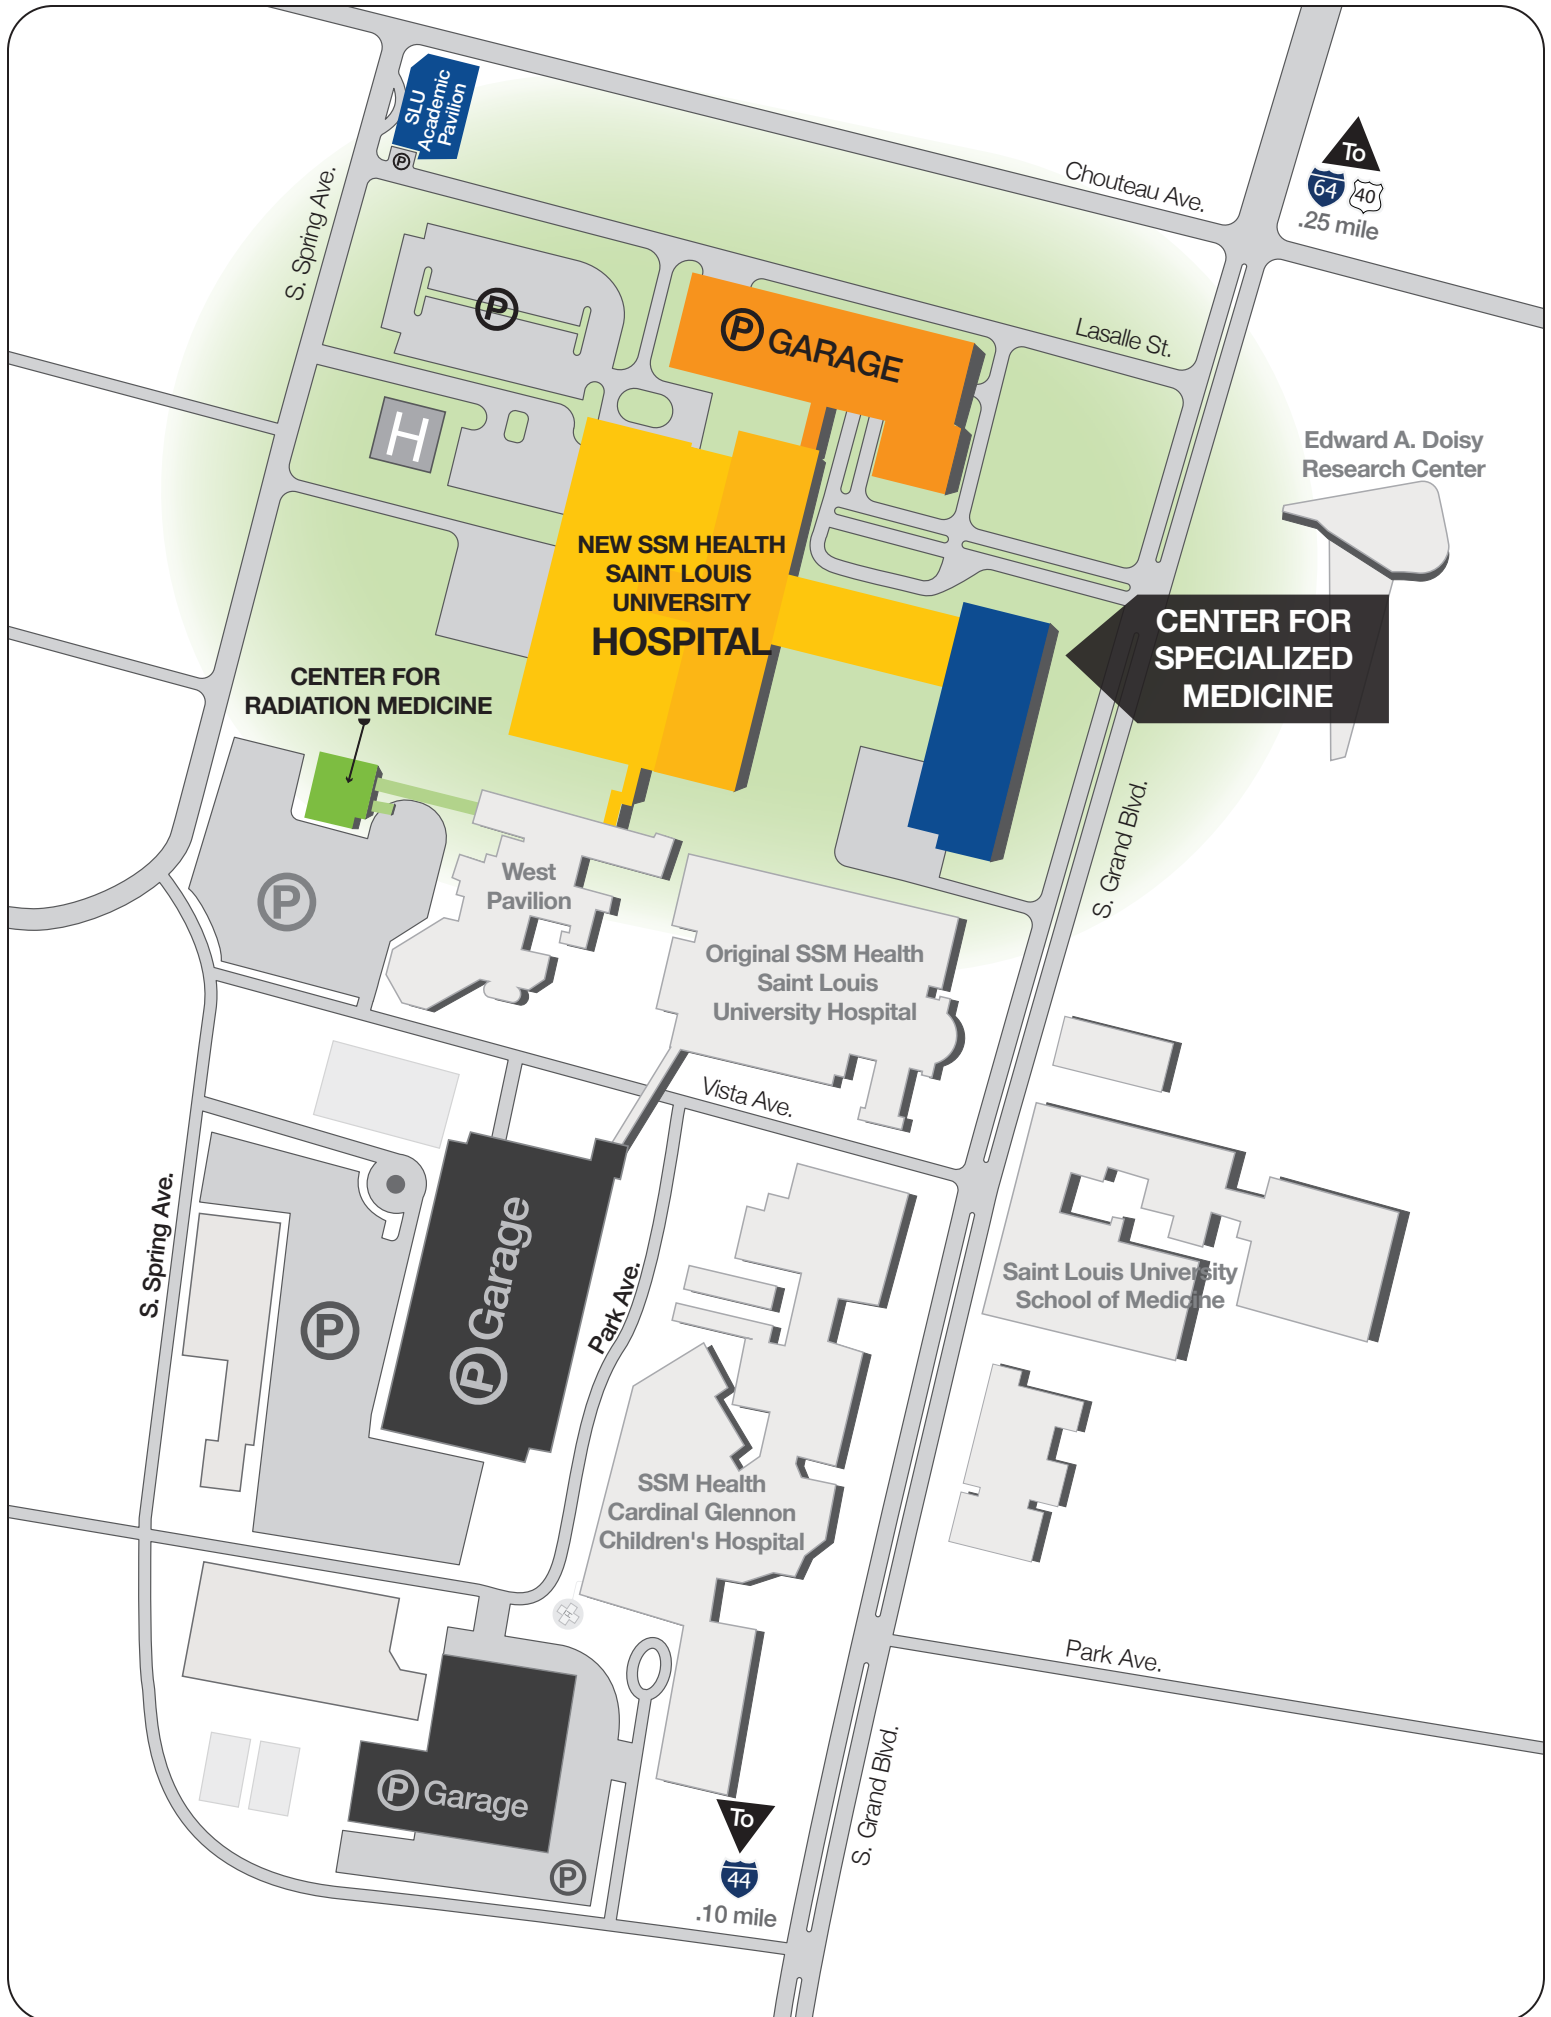 SLU
Academic
Pavilion
P
Chouteau Ave.
To
64
40
.25 mile
S. Spring Ave.
P
P GARAGE
Lasalle St.
H
Edward A. Doisy
Research Center
NEW SSM HEALTH
SAINT LOUIS
UNIVERSITY
HOSPITAL
CENTER FOR
SPECIALIZED
MEDICINE
CENTER FOR
RADIATION MEDICINE
S. Grand Blvd.
West
Pavilion
P
Original SSM Health
Saint Louis
University Hospital
Vista Ave.
S. Spring Ave.
P
P Garage
Park Ave.
Saint Louis University
School of Medicine
SSM Health
Cardinal Glennon
Children's Hospital
Park Ave.
S. Grand Blvd.
P Garage
P
To
44
.10 mile